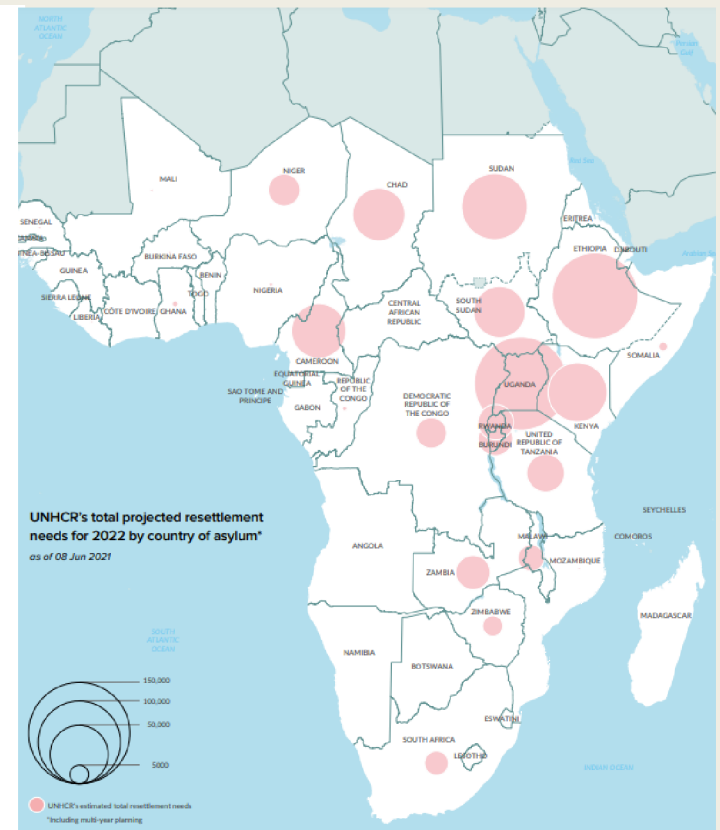 NORTH
ATLANTIC
OCEAN
Persian
Gulf
MALI
NIGER
CHAD
SUDAN
Red Sea
SENEGAL
ERITREA
ETHIOPIA
DJIBOUTI
GUINEA
BURKINA FASO
BENIN
NIGERIA
SIERRA LEONE
TOGO
CÔTE D'IVOIRE
GHANA
LIBERIA
CENTRAL
AFRICAN
REPUBLIC
SOUTH
SUDAN
CAMEROON
SOMALIA
EQUATORIAL
GUINEA
SAO TOME AND
PRINCIPE
REPUBLIC
OF THE
CONGO
GABON
DEMOCRATIC
REPUBLIC OF
THE CONGO
UGANDA
RWANDA
BURUNDI
KENYA
UNITED
REPUBLIC OF
TANZANIA
SEYCHELLES
COMOROS
ANGOLA
ZAMBIA
MALAWI
MOZAMBIQUE
ZIMBABWE
MADAGASCAR
NAMIBIA
BOTSWANA
ESWATINI
SOUTH AFRICA
LESOTHO
INDIAN OCEAN
UNHCR's total projected resettlement
needs for 2022 by country of asylum*
as of 08 Jun 2021
SOUTH
ATLANTIC
OCEAN
150,000
100,000
50,000
5000
UNHCR's estimated total resettlement needs
*Including multi-year planning